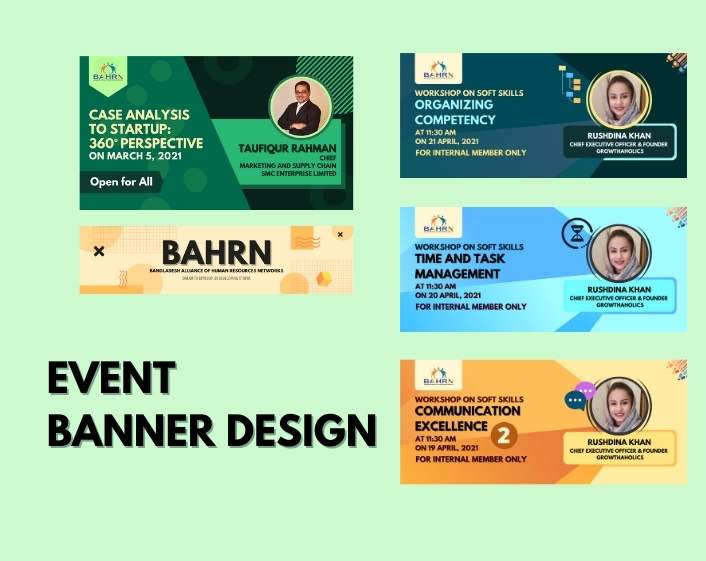 BAHRN
CASE ANALYSIS
TO STARTUP:
360° PERSPECTIVE
ON MARCH 5, 2021
Open for All
TAUFIQUR RAHMAN
CHIEF
MARKETING AND SUPPLY CHAIN
SMC ENTERPRISE LIMITED
BAHRN
BANGLADESH ALLIANCE OF HUMAN RESOURCES NETWORKS
EVENT
BANNER DESIGN
BAHRN
WORKSHOP ON SOFT SKILLS
ORGANIZING
COMPETENCY
AT 11:30 AM
ON 21 APRIL, 2021
FOR INTERNAL MEMBER ONLY
RUSHDINA KHAN
CHIEF EXECUTIVE OFFICER & FOUNDER
GROWTHAHOLICS
BAHRN
WORKSHOP ON SOFT SKILLS
TIME AND TASK
MANAGEMENT
AT 11:30 AM
ON 20 APRIL, 2021
FOR INTERNAL MEMBER ONLY
RUSHDINA KHAN
CHIEF EXECUTIVE OFFICER & FOUNDER
GROWTHAHOLICS
BAHRN
WORKSHOP ON SOFT SKILLS
COMMUNICATION
EXCELLENCE 2
AT 11:30 AM
ON 19 APRIL, 2021
FOR INTERNAL MEMBER ONLY
RUSHDINA KHAN
CHIEF EXECUTIVE OFFICER & FOUNDER
GROWTHAHOLICS